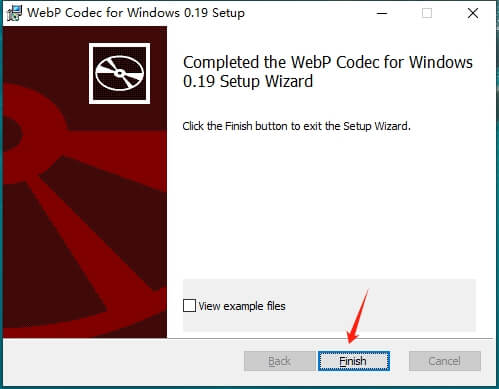 WebP Codec for Windows 0.19 Setup
Completed the WebP Codec for Windows
0.19 Setup Wizard
Click the Finish button to exit the Setup Wizard.
View example files
Back Finish Cancel